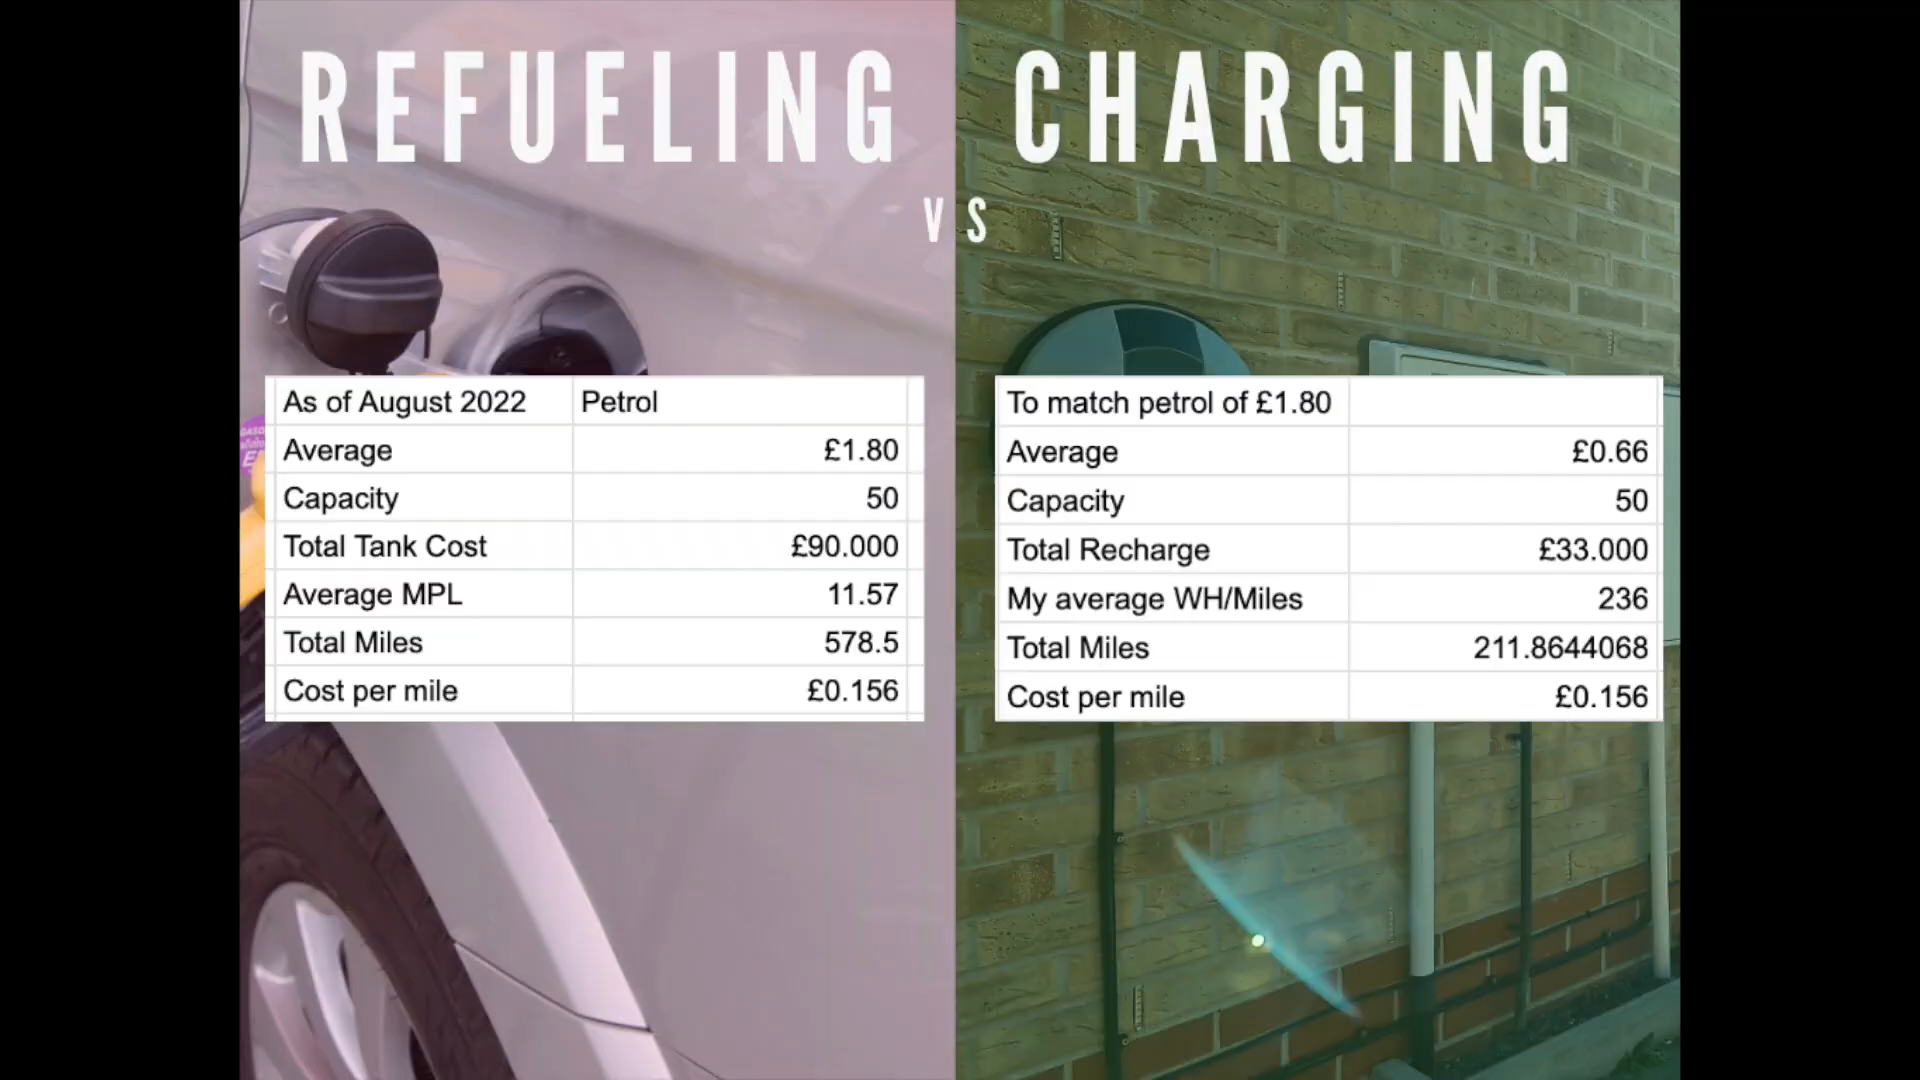 REFUELING
CHARGING
VS
As of August 2022 Petrol
Average £1.80
Capacity 50
Total Tank Cost £90.000
Average MPL 11.57
Total Miles 578.5
Cost per mile £0.156
To match petrol of £1.80
Average £0.66
Capacity 50
Total Recharge £33.000
My average WH/Miles 236
Total Miles 211.8644068
Cost per mile £0.156